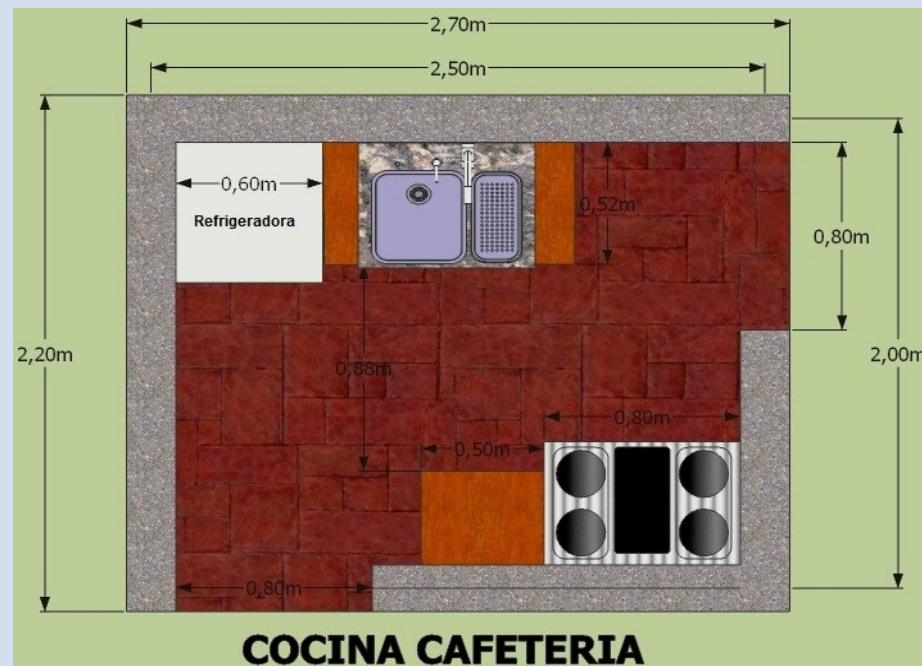 2,70m
2,50m
0,60m
Refrigeradora
0,52m
0,80m
2,20m
0,88m
2,00m
0,80m
0,50m
0,80m
COCINA CAFETERIA